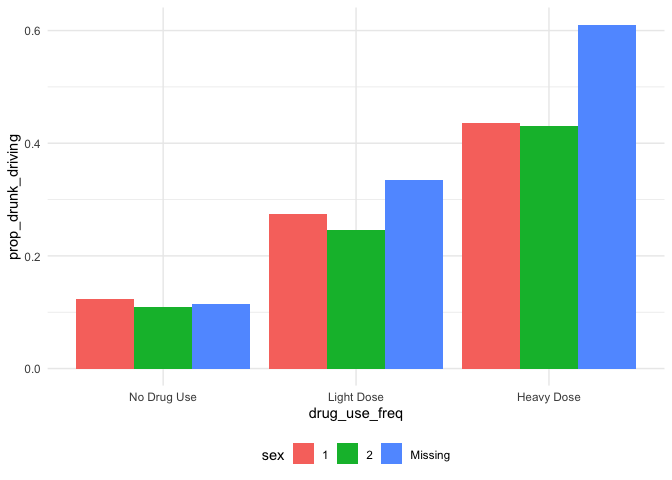 0.6
0.4
0.2
0.0
prop_drunk_driving
No Drug Use Light Dose Heavy Dose
drug_use_freq
sex 1 2 Missing